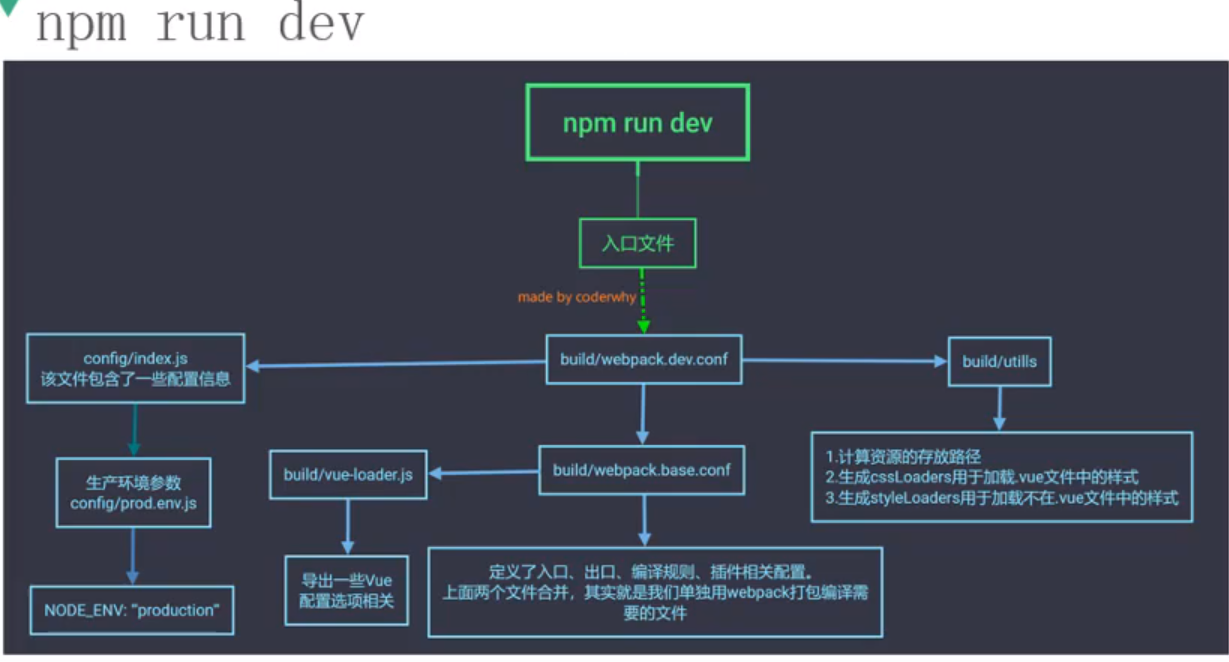 npm run dev
npm run dev
入口文件
made by coderwhy
config/index.js
该文件包含了一些配置信息
build/webpack.dev.conf
build/utills
生产环境参数
config/prod.env.js
build/vue-loader.js
build/webpack.base.conf
1.计算资源的存放路径
2.生成cssLoaders用于加载.vue文件中的样式
3.生成styleLoaders用于加载不在.vue文件中的样式
NODE_ENV: "production"
导出一些Vue
配置选项相关
定义了入口、出口、编译规则、插件相关配置。
上面两个文件合并，其实就是我们单独用webpack打包编译需
要的文件